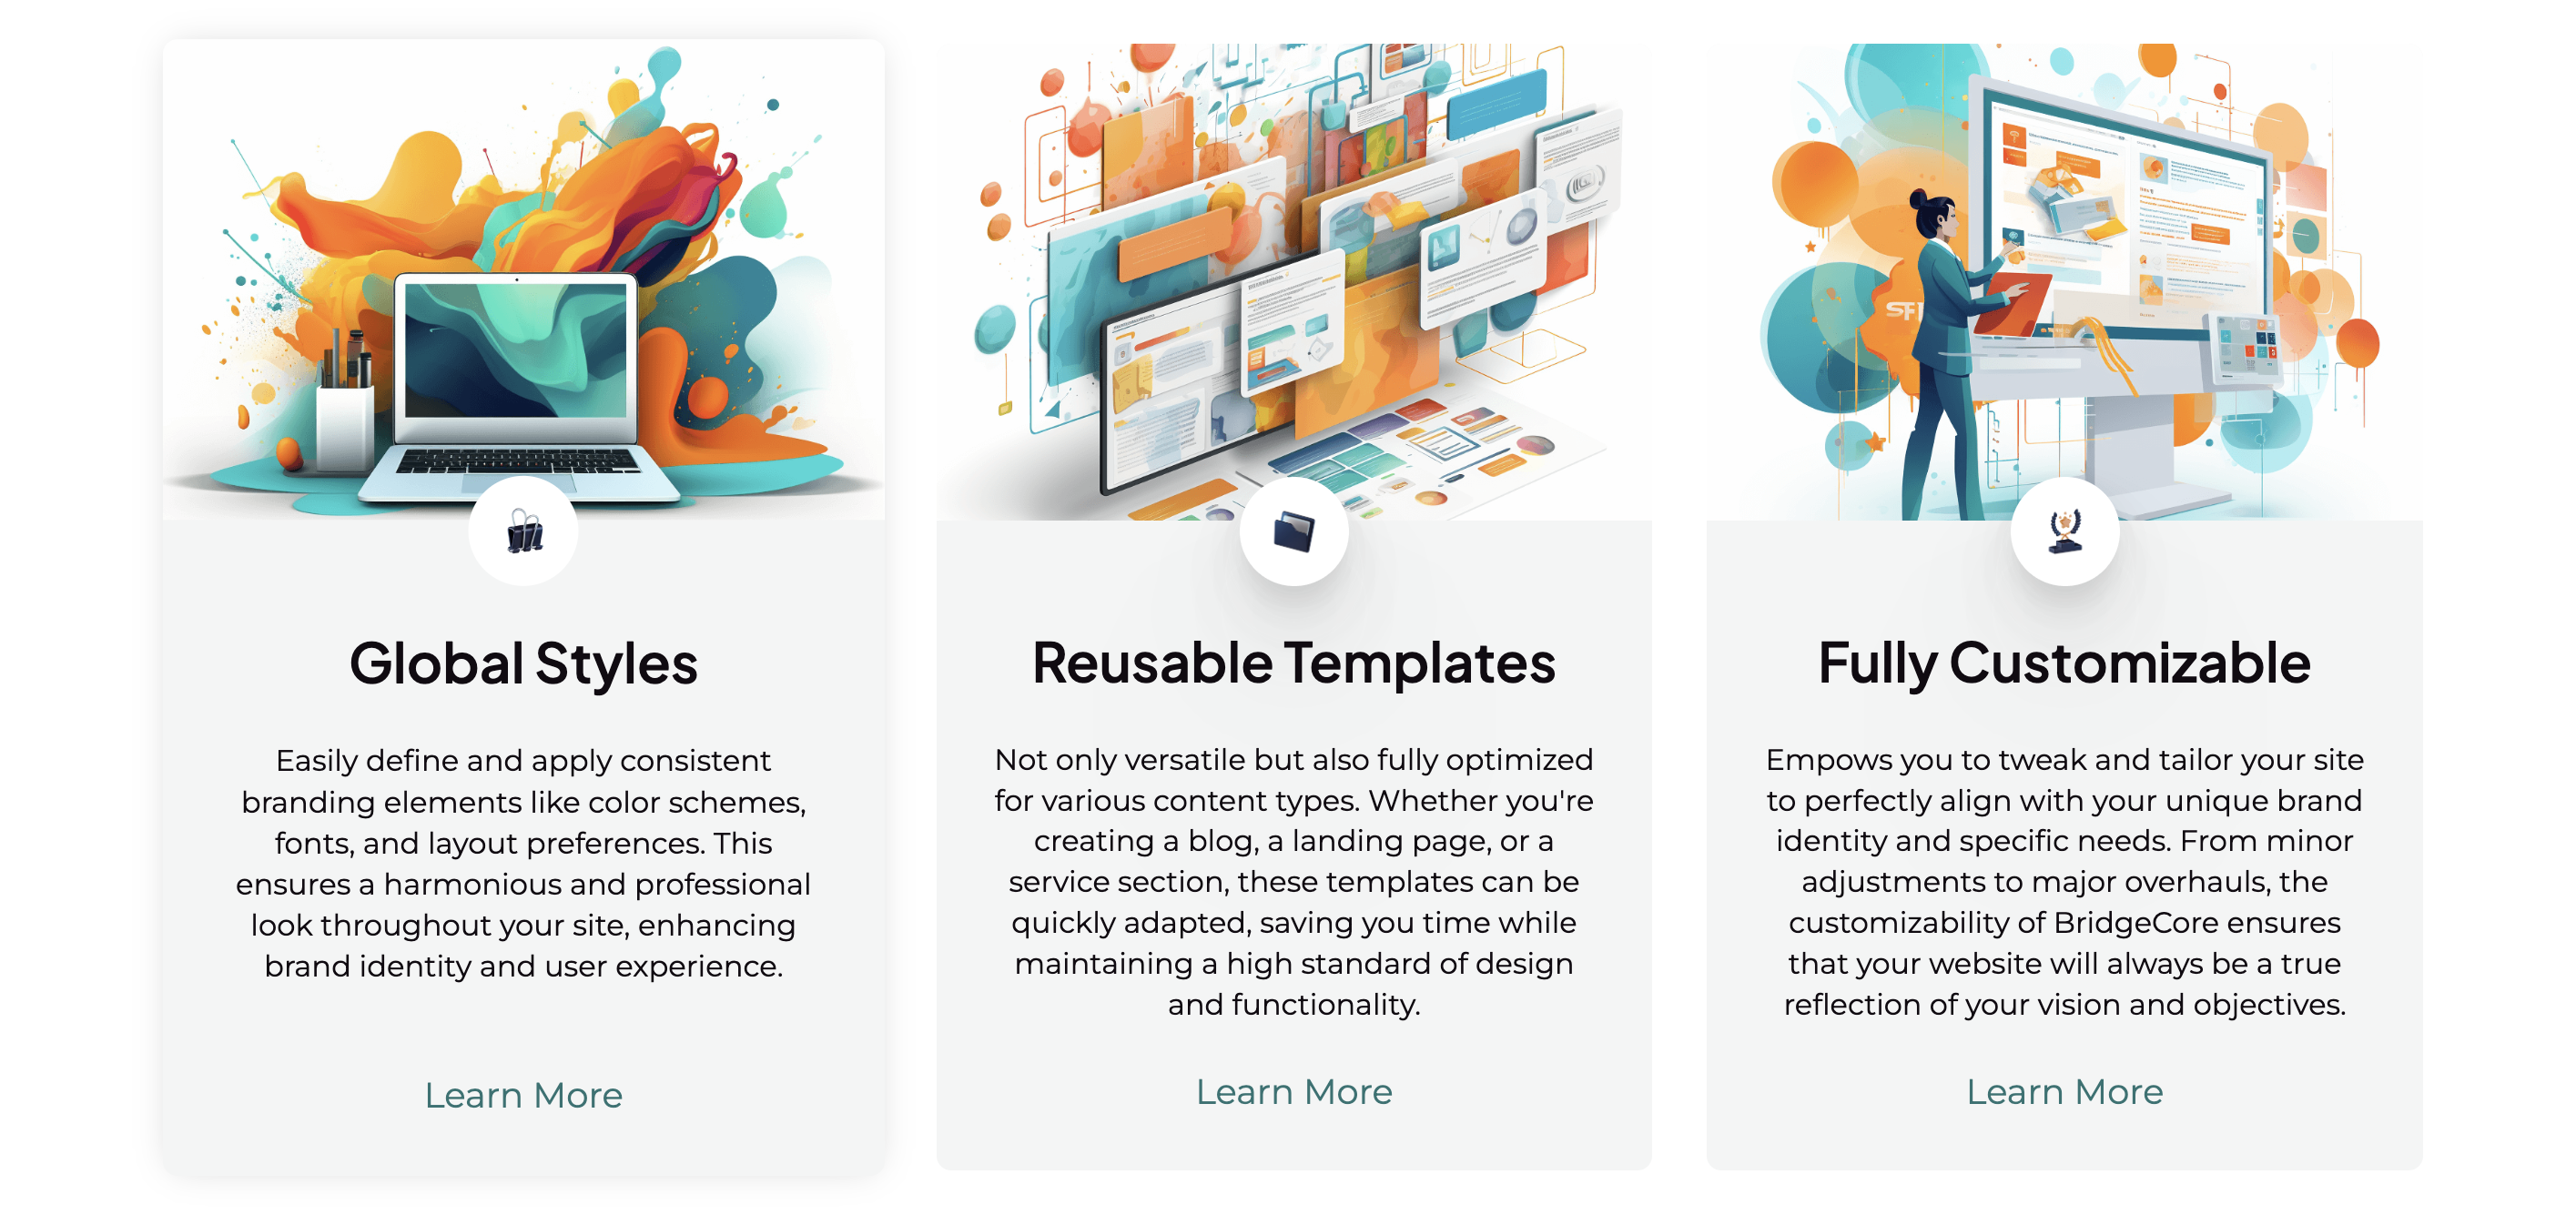 Global Styles
Easily define and apply consistent
branding elements like color schemes,
fonts, and layout preferences. This
ensures a harmonious and professional
look throughout your site, enhancing
brand identity and user experience.
Learn More
Reusable Templates
Not only versatile but also fully optimized
for various content types. Whether you're
creating a blog, a landing page, or a
service section, these templates can be
quickly adapted, saving you time while
maintaining a high standard of design
and functionality.
Learn More
Fully Customizable
Empows you to tweak and tailor your site
to perfectly align with your unique brand
identity and specific needs. From minor
adjustments to major overhauls, the
customizability of BridgeCore ensures
that your website will always be a true
reflection of your vision and objectives.
Learn More